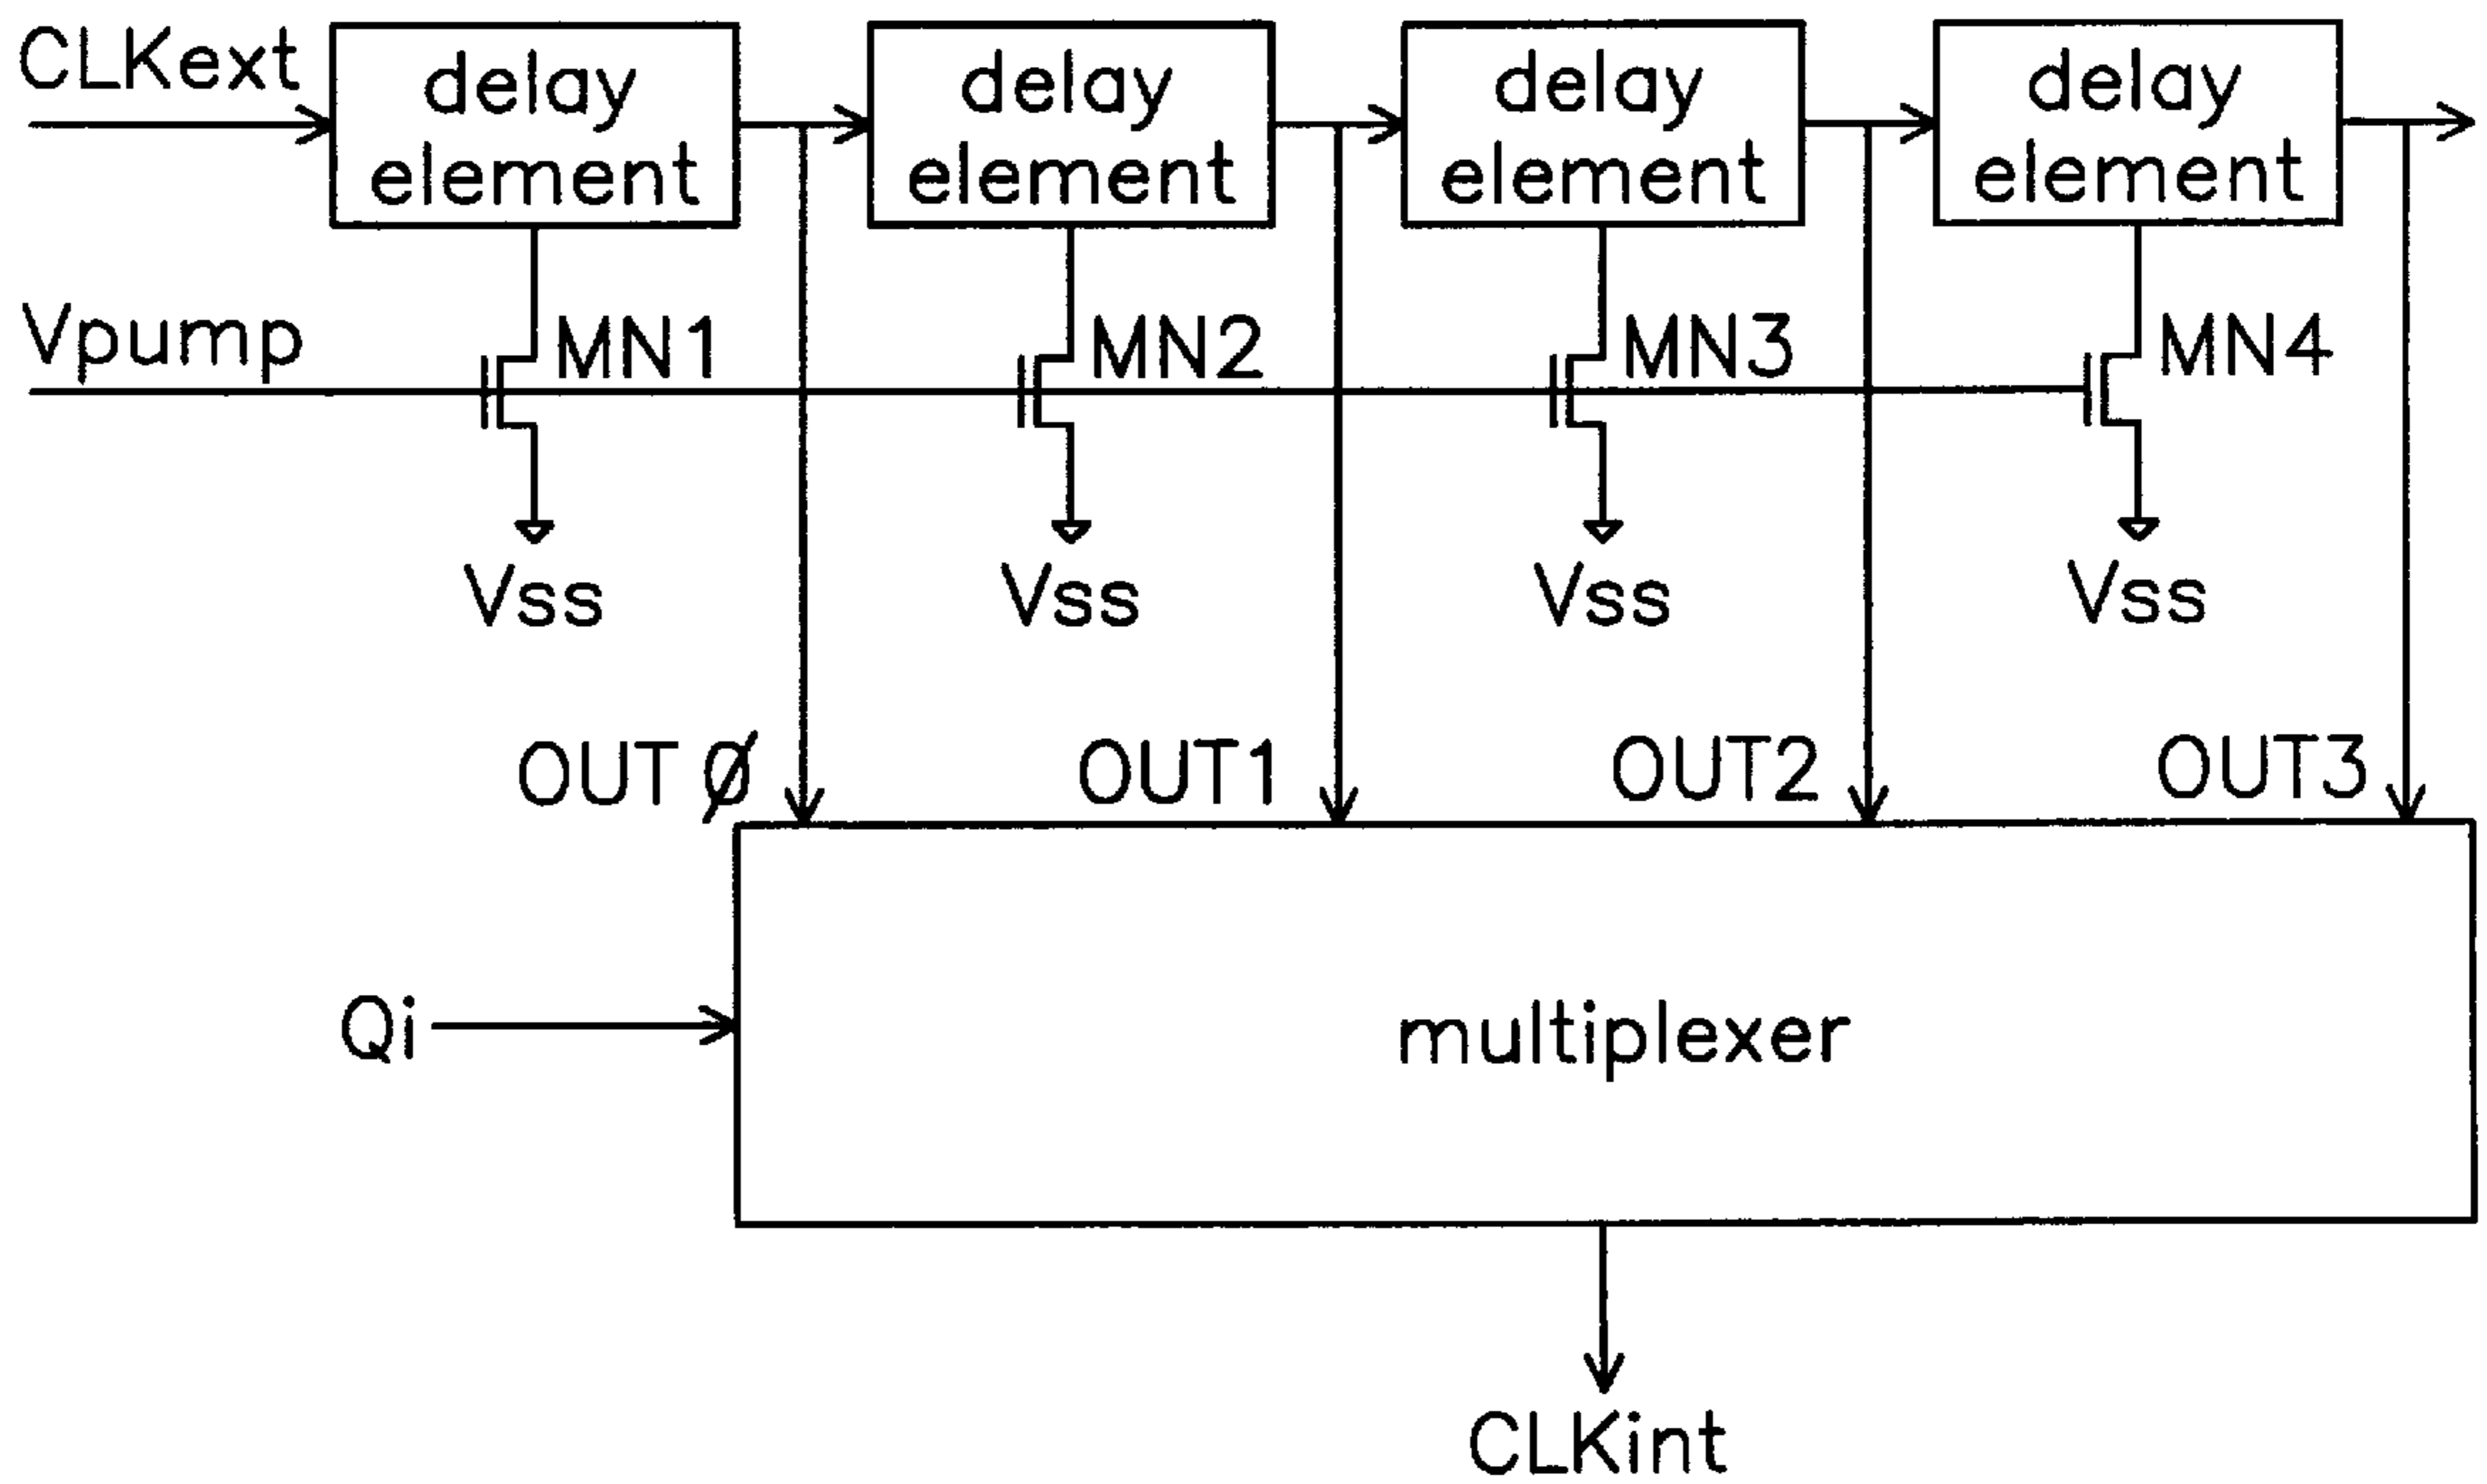 CLKext
delay
element
delay
element
delay
element
delay
element
Vpump
MN1
MN2
MN3
MN4
Vss
Vss
Vss
Vss
OUT Ø
OUT1
OUT2
OUT3
Qi
multiplexer
CLKint